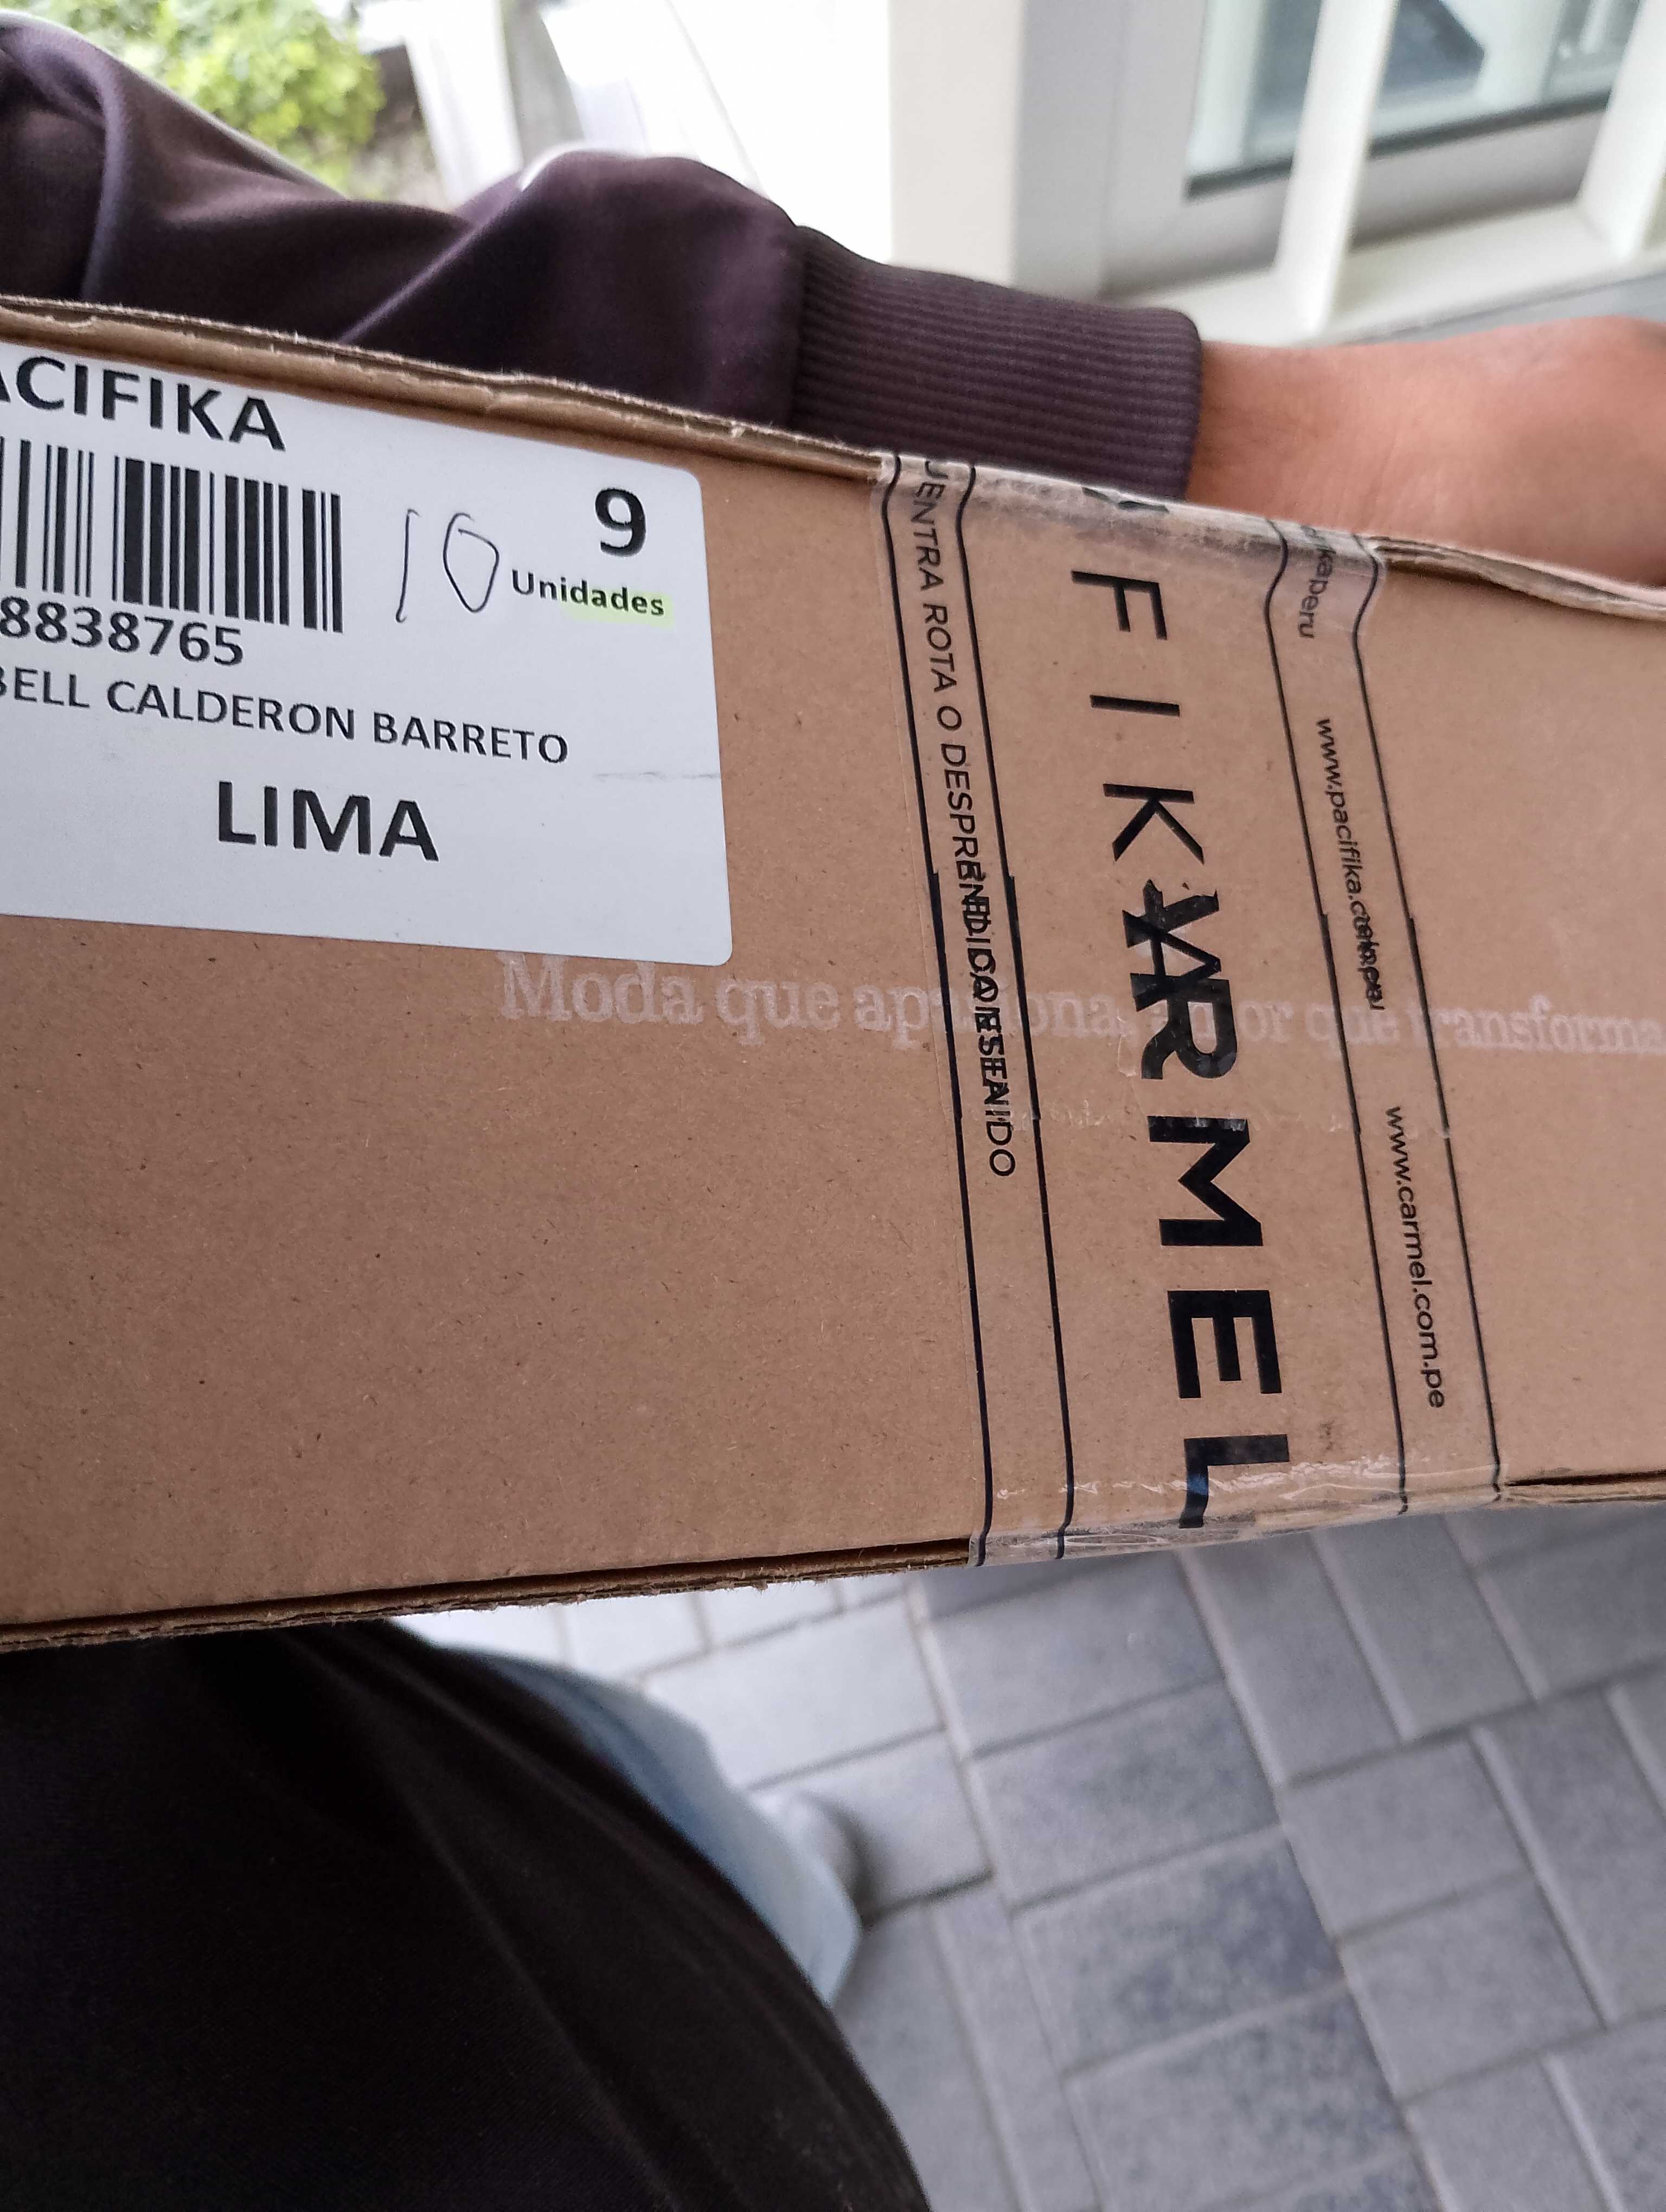 ACIFIKA
9
10 Unidades
8838765
BELL CALDERON BARRETO
LIMA
Moda que apasiona, amor que transforma
UENTRA ROTA O DESPRENDIDA
FIK
RMEL
www.pacifika.com.pe
www.carmel.com.pe